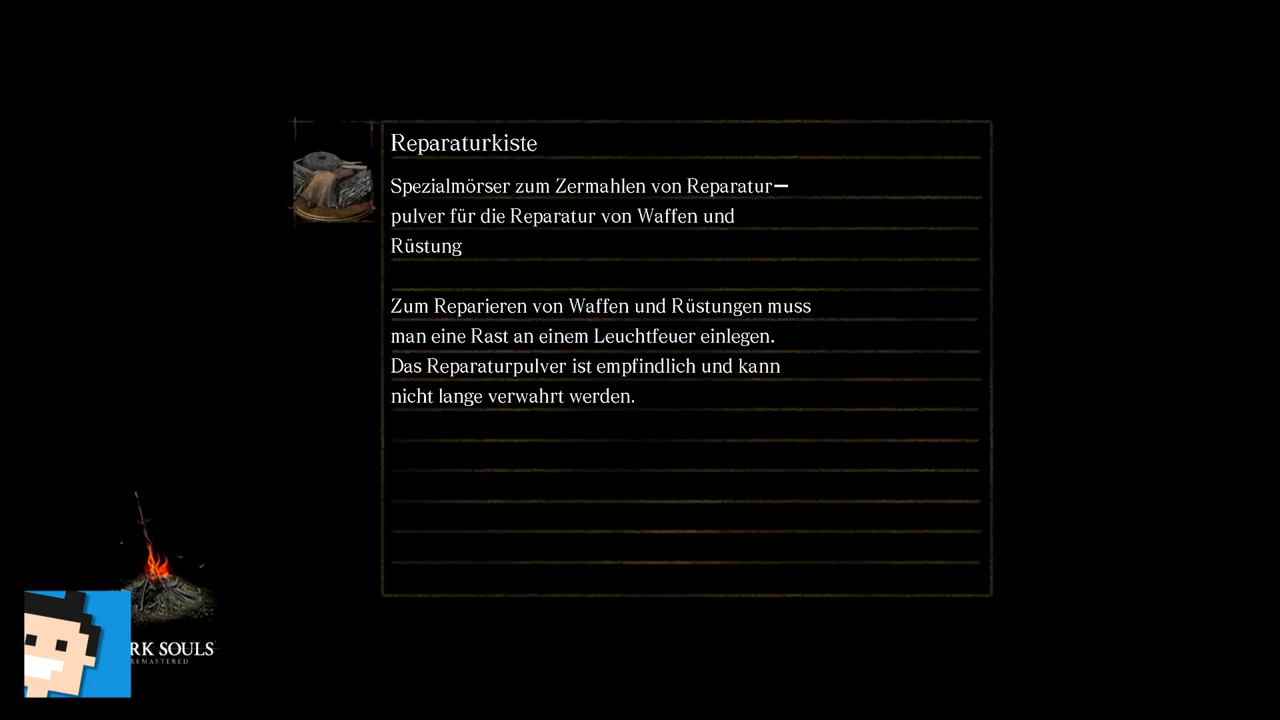 Reparaturkiste
Spezialmörser zum Zermahlen von Reparatur–
pulver für die Reparatur von Waffen und
Rüstung
Zum Reparieren von Waffen und Rüstungen muss
man eine Rast an einem Leuchtfeuer einlegen.
Das Reparaturpulver ist empfindlich und kann
nicht lange verwahrt werden.
RK SOULS
REMASTERED